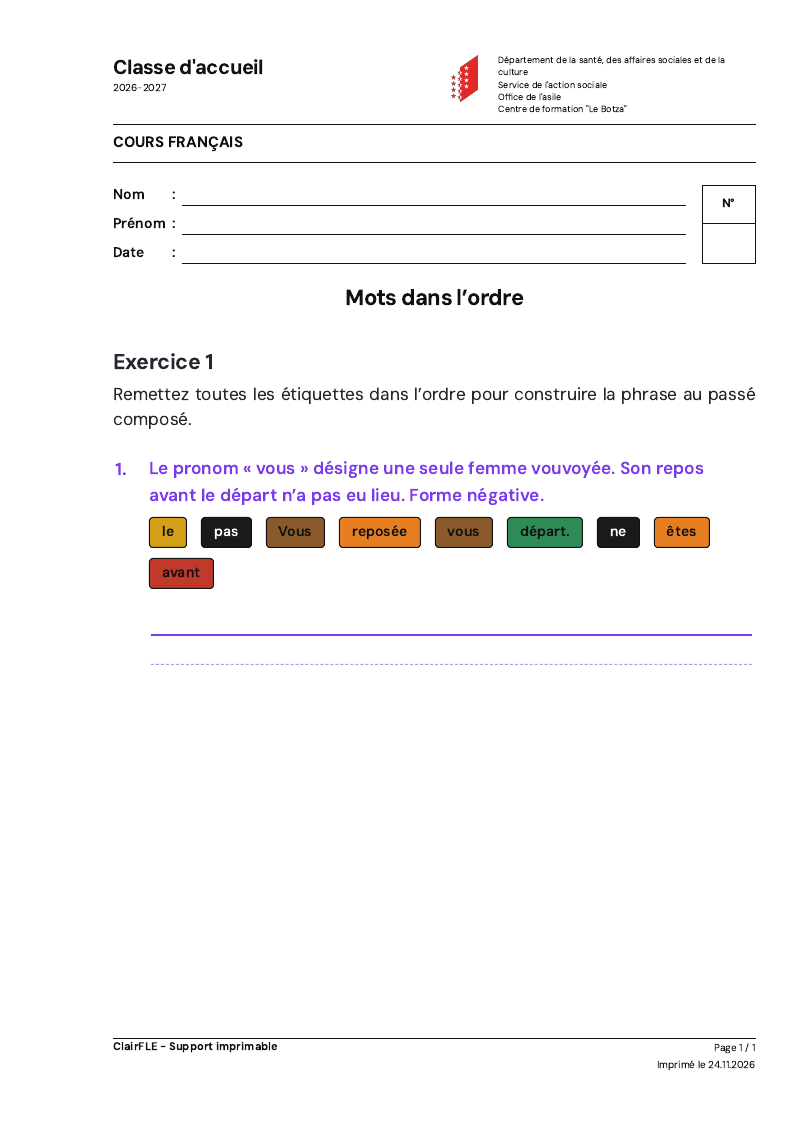 Classe d'accueil
2026-2027
Département de la santé, des affaires sociales et de la
culture
Service de l'action sociale
Office de l'asile
Centre de formation "Le Botza"
COURS FRANÇAIS
Nom :
Prénom :
Date :
N°
Mots dans l’ordre
Exercice 1
Remettez toutes les étiquettes dans l’ordre pour construire la phrase au passé
composé.
1. Le pronom « vous » désigne une seule femme vouvoyée. Son repos
avant le départ n’a pas eu lieu. Forme négative.
le pas Vous reposée vous départ. ne êtes
avant
ClairFLE - Support imprimable
Page 1 / 1
Imprimé le 24.11.2026